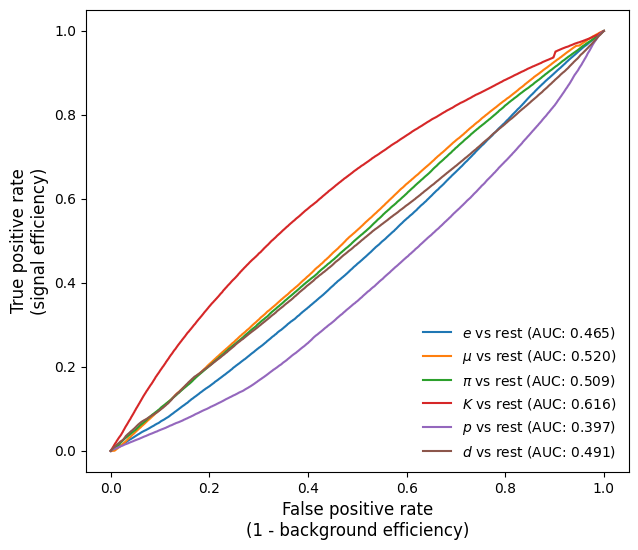 True positive rate
(signal efficiency)
1.0
0.8
0.6
0.4
0.2
0.0
e vs rest (AUC: 0.465)
μ vs rest (AUC: 0.520)
π vs rest (AUC: 0.509)
K vs rest (AUC: 0.616)
p vs rest (AUC: 0.397)
d vs rest (AUC: 0.491)
0.0 0.2 0.4 0.6 0.8 1.0
False positive rate
(1 - background efficiency)